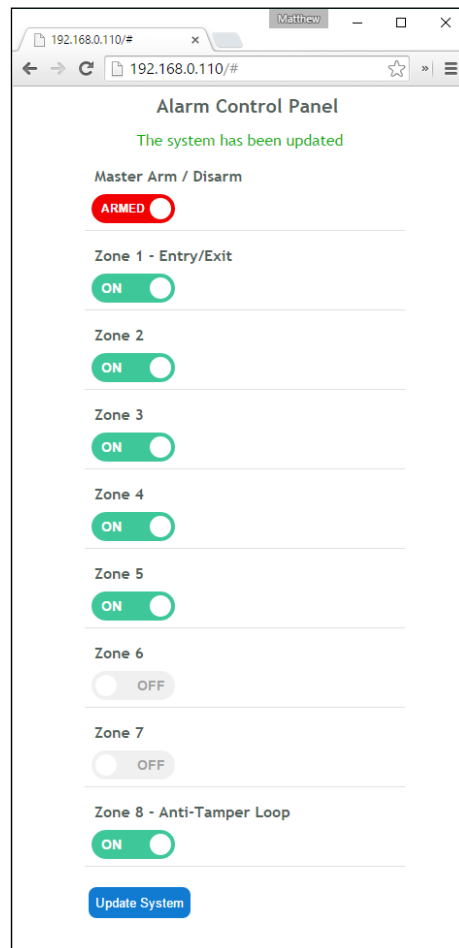 Matthew
192.168.0.110/#
192.168.0.110/#
Alarm Control Panel
The system has been updated
Master Arm / Disarm
ARMED
Zone 1 - Entry/Exit
ON
Zone 2
ON
Zone 3
ON
Zone 4
ON
Zone 5
ON
Zone 6
OFF
Zone 7
OFF
Zone 8 - Anti-Tamper Loop
ON
Update System